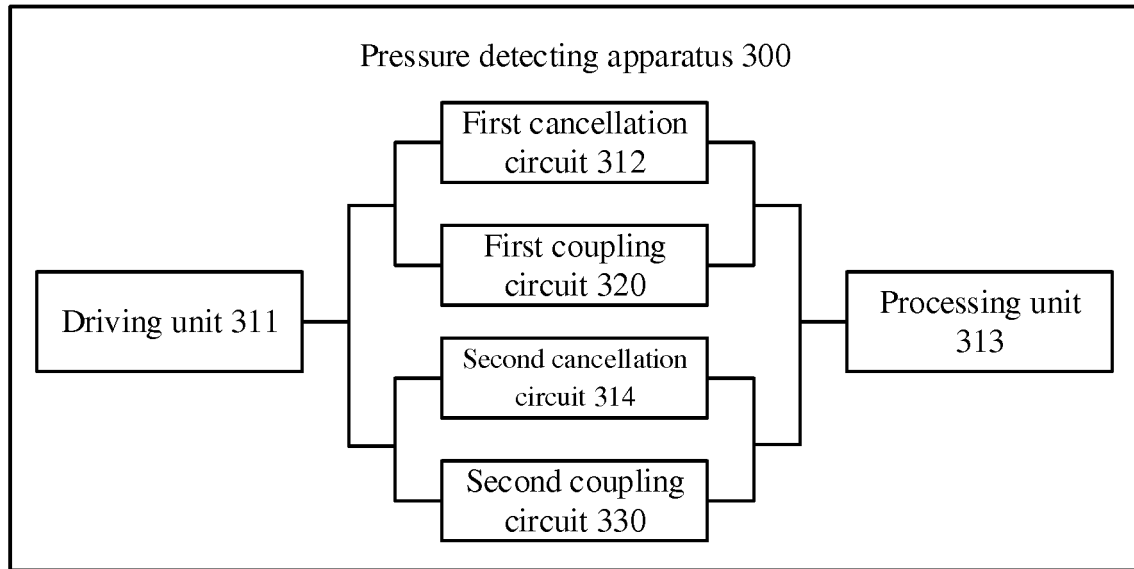 Pressure detecting apparatus 300
First cancellation
circuit 312
First coupling
circuit 320
Driving unit 311
Processing unit
313
Second cancellation
circuit 314
Second coupling
circuit 330